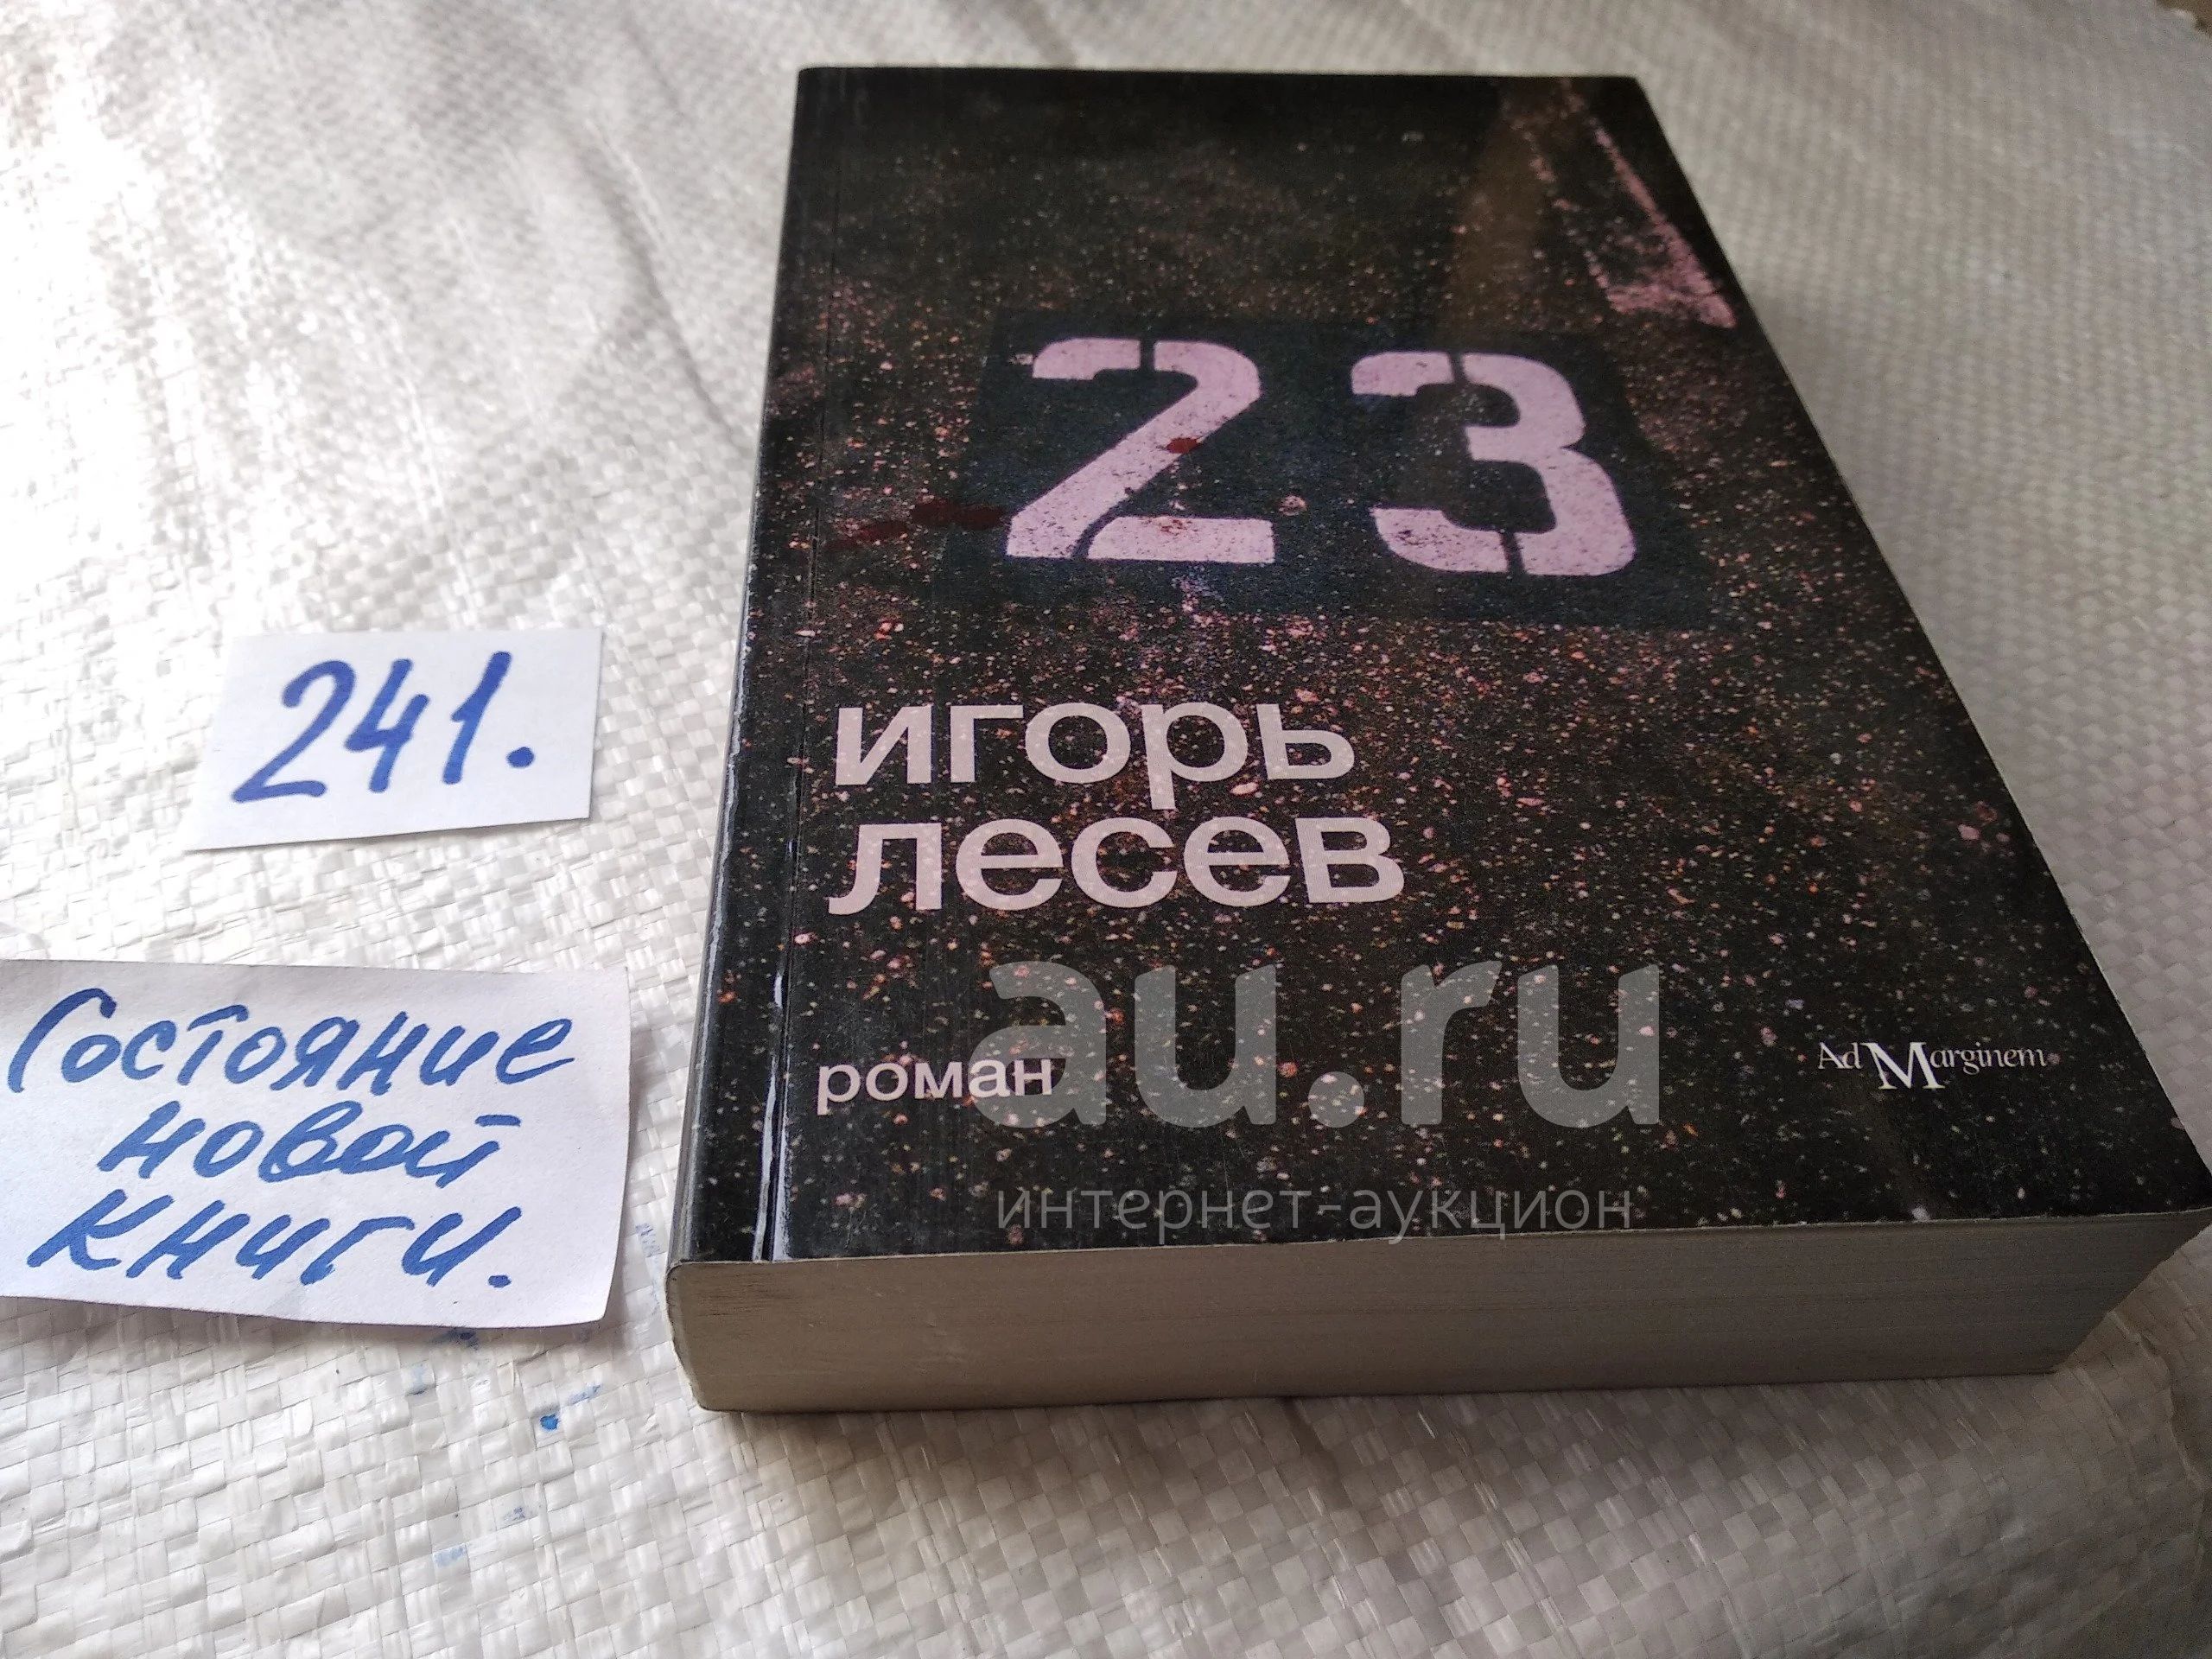 23
игорь
лесев
роман
Ad Marginem
241.
Состояние
новой
книги.
au.ru
интернет-аукцион